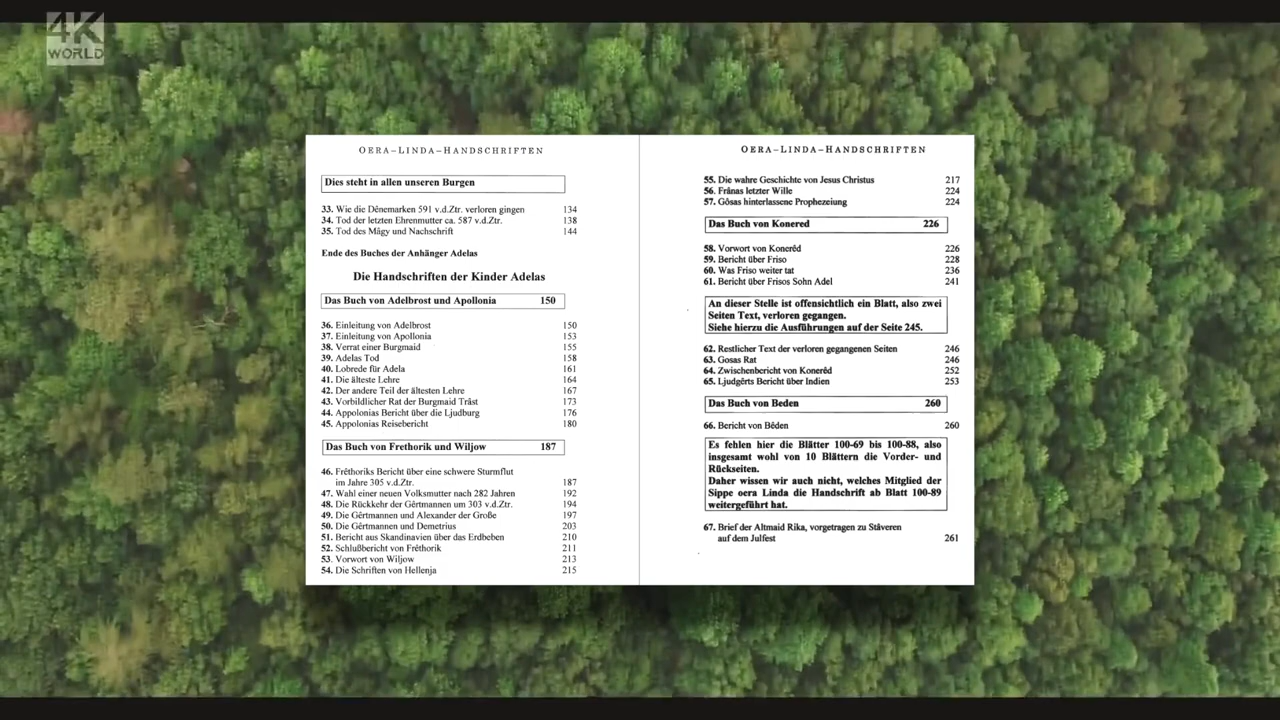 4K
WORLD
OERA–LINDA–HANDSCHRIFTEN
Dies steht in allen unseren Burgen
33. Wie die Dênemarken 591 v.d.Ztr. verloren gingen 134
34. Tod der letzten Ehrenmutter ca. 587 v.d.Ztr. 138
35. Tod des Mâgy und Nachschrift 144
Ende des Buches der Anhänger Adelas
Die Handschriften der Kinder Adelas
Das Buch von Adelbrost und Apollonia 150
36. Einleitung von Adelbrost 150
37. Einleitung von Apollonia 153
38. Verrat einer Burgmaid 155
39. Adelas Tod 158
40. Lobrede für Adela 161
41. Die älteste Lehre 164
42. Der andere Teil der ältesten Lehre 167
43. Vorbildlicher Rat der Burgmaid Trâst 173
44. Appolonias Bericht über die Ljudburg 176
45. Apolonias Reisebericht 180
Das Buch von Frethorik und Wiljow 187
46. Frêthoriks Bericht über eine schwere Sturmflut
im Jahre 305 v.d.Ztr. 187
47. Wahl einer neuen Volksmutter nach 282 Jahren 192
48. Die Rückkehr der Gêrtmannen um 303 v.d.Ztr. 194
49. Die Gêrtmannen und Alexander der Große 197
50. Die Gêrtmannen und Demetrius 203
51. Bericht aus Skandinavien über das Erdbeben 210
52. Schlußbericht von Frêthorik 211
53. Vorwort von Wiljow 213
54. Die Schriften von Hellenja 215
OERA–LINDA–HANDSCHRIFTEN
55. Die wahre Geschichte von Jesus Christus 217
56. Frânas letzter Wille 224
57. Gôsas hinterlassene Prophezeiung 224
Das Buch von Konered 226
58. Vorwort von Konerêd 226
59. Bericht über Friso 228
60. Was Friso weiter tat 236
61. Bericht über Frisos Sohn Adel 241
An dieser Stelle ist offensichtlich ein Blatt, also zwei
Seiten Text, verloren gegangen.
Siehe hierzu die Ausführungen auf der Seite 245.
62. Restlicher Text der verloren gegangenen Seiten 246
63. Gosas Rat 246
64. Zwischenbericht von Konerêd 252
65. Ljudgêrts Bericht über Indien 253
Das Buch von Beden 260
66. Bericht von Bêden 260
Es fehlen hier die Blätter 100-69 bis 100-88, also
insgesamt wohl von 10 Blättern die Vorder- und
Rückseiten.
Daher wissen wir auch nicht, welches Mitglied der
Sippe oera Linda die Handschrift ab Blatt 100-89
weitergeführt hat.
67. Brief der Altmaid Rika, vorgetragen zu Stâveren
auf dem Julfest 261